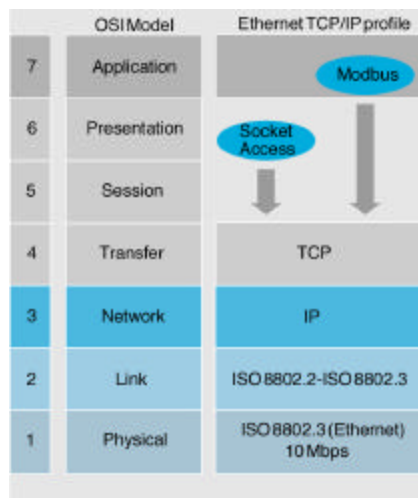 OSI Model Ethernet TCP/IP profile
7 Application Modbus
6 Presentation Socket
Access
5 Session
4 Transfer TCP
3 Network IP
2 Link ISO 8802.2-ISO 8802.3
1 Physical ISO 8802.3 (Ethernet)
10 Mbps